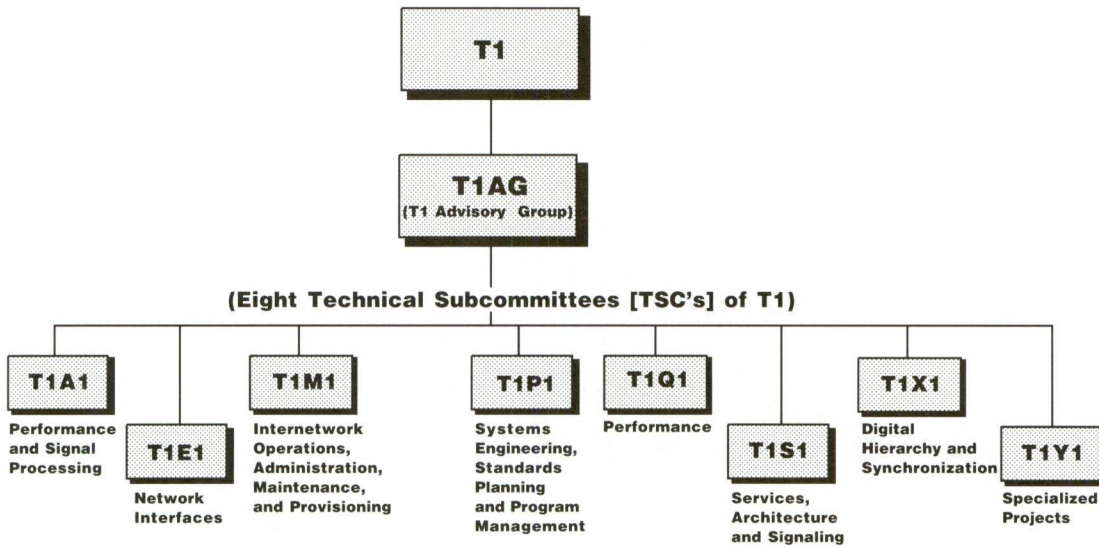 T1
T1AG
(T1 Advisory Group)
(Eight Technical Subcommittees [TSC's] of T1)
T1A1
Performance
and Signal
Processing
T1E1
Network
Interfaces
T1M1
Internetwork
Operations,
Administration,
Maintenance,
and Provisioning
T1P1
Systems
Engineering,
Standards
Planning
and Program
Management
T1Q1
Performance
T1S1
Services,
Architecture
and Signaling
T1X1
Digital
Hierarchy and
Synchronization
T1Y1
Specialized
Projects